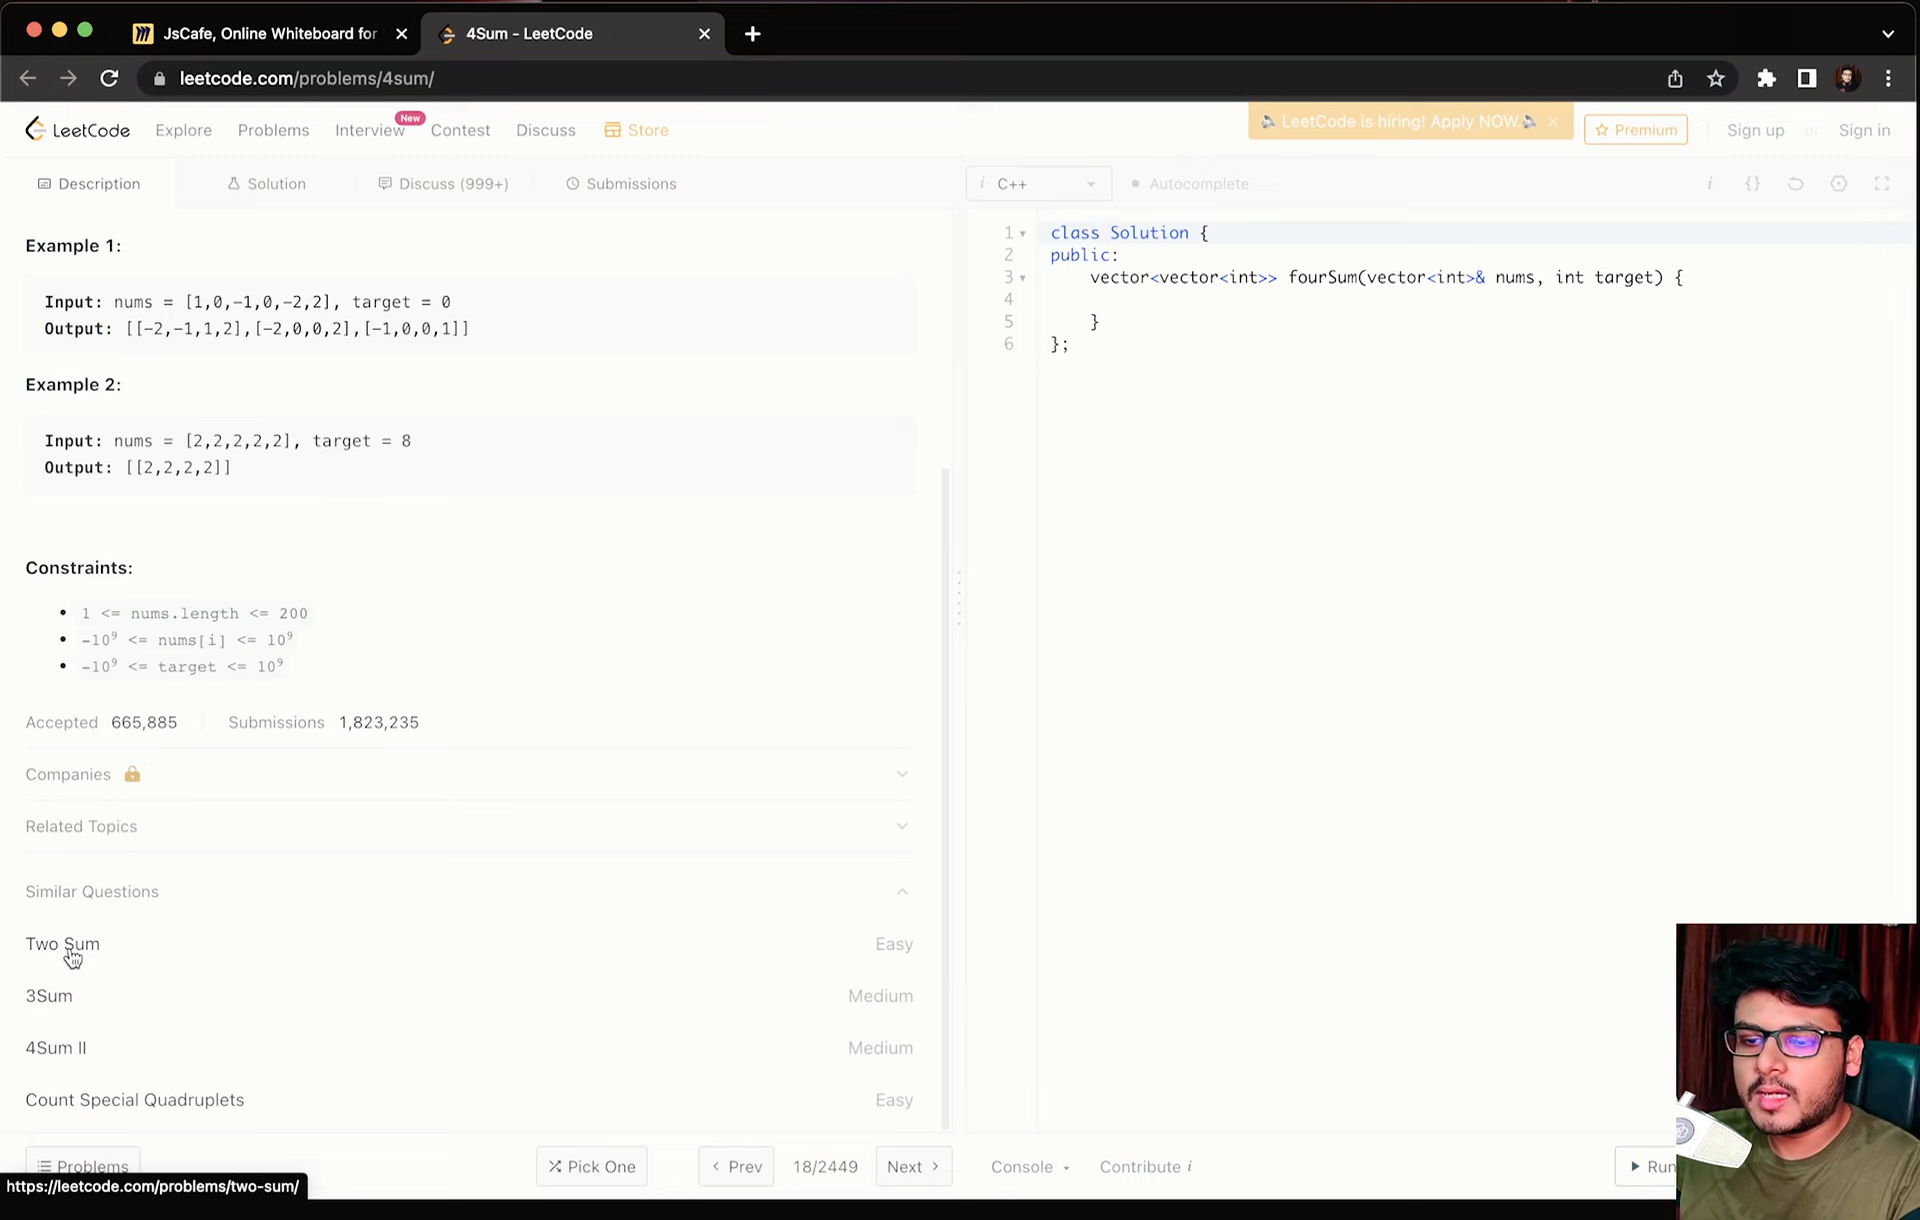 JsCafe, Online Whiteboard for
4Sum - LeetCode
leetcode.com/problems/4sum/
LeetCode Explore Problems Interview New Contest Discuss Store
LeetCode is hiring! Apply NOW.
Premium Sign up or Sign in
Description Solution Discuss (999+) Submissions
i C++ Autocomplete
Example 1:
Input: nums = [1,0,-1,0,-2,2], target = 0
Output: [[-2,-1,1,2],[-2,0,0,2],[-1,0,0,1]]
Example 2:
Input: nums = [2,2,2,2,2], target = 8
Output: [[2,2,2,2]]
Constraints:
• 1 <= nums.length <= 200
• -10⁹ <= nums[i] <= 10⁹
• -10⁹ <= target <= 10⁹
Accepted 665,885 Submissions 1,823,235
Companies
Related Topics
Similar Questions
Two Sum Easy
3Sum Medium
4Sum II Medium
Count Special Quadruplets Easy
Problems
Pick One
Prev 18/2449 Next
https://leetcode.com/problems/two-sum/
1 class Solution {
2 public:
3 vector<vector<int>> fourSum(vector<int>& nums, int target) {
4
5 }
6 };
Console Contribute i
Run